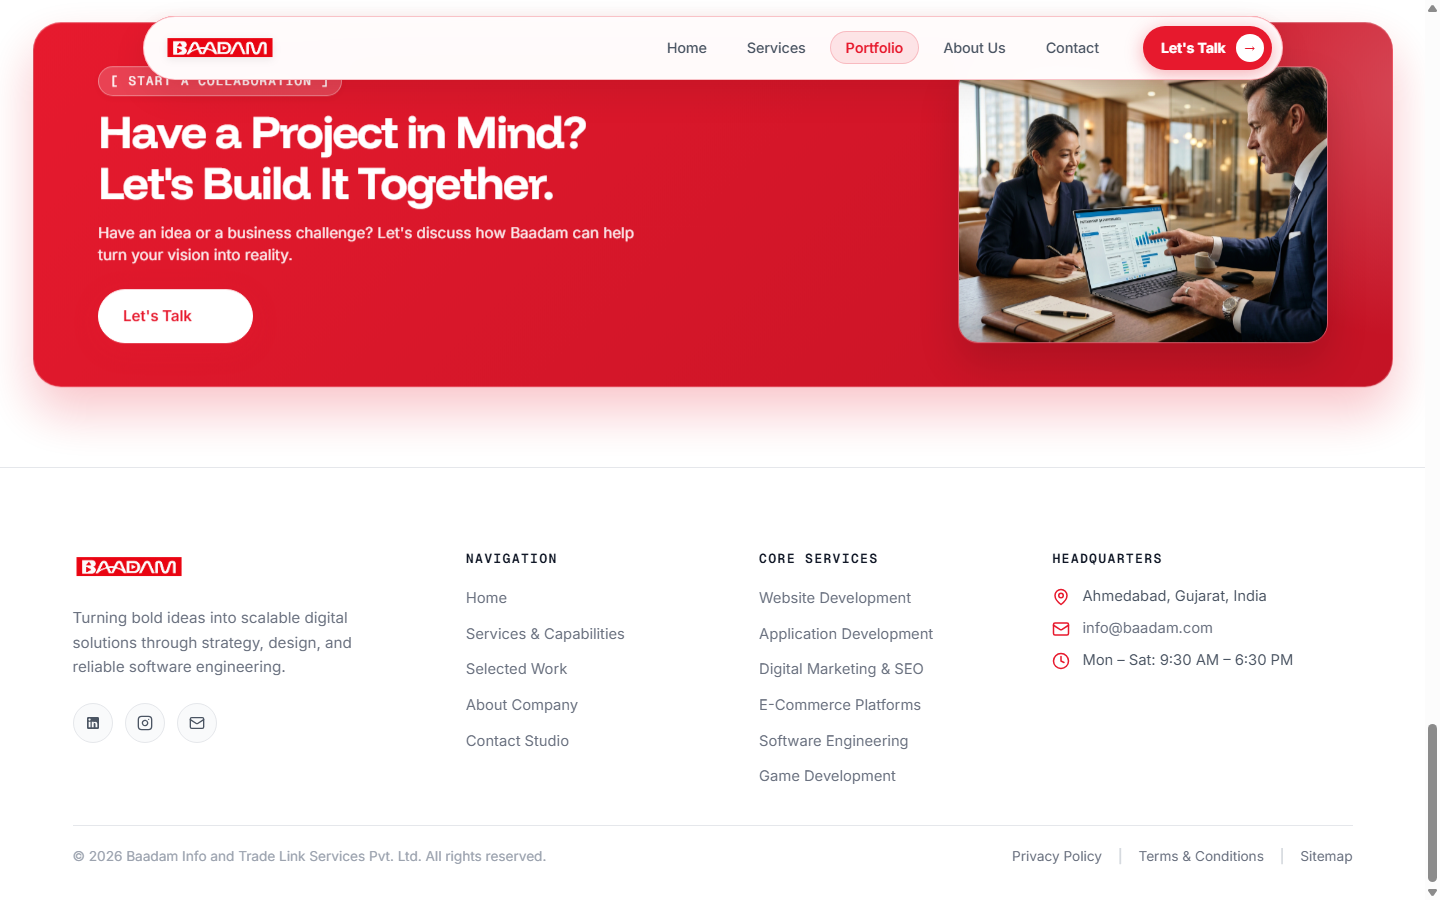 BAADAM
Home
Services
Portfolio
About Us
Contact
Let's Talk →
[ START A COLLABORATION ]
Have a Project in Mind?
Let's Build It Together.
Have an idea or a business challenge? Let's discuss how Baadam can help
turn your vision into reality.
Let's Talk
BAADAM
Turning bold ideas into scalable digital
solutions through strategy, design, and
reliable software engineering.
NAVIGATION
Home
Services & Capabilities
Selected Work
About Company
Contact Studio
CORE SERVICES
Website Development
Application Development
Digital Marketing & SEO
E-Commerce Platforms
Software Engineering
Game Development
HEADQUARTERS
Ahmedabad, Gujarat, India
info@baadam.com
Mon – Sat: 9:30 AM – 6:30 PM
© 2026 Baadam Info and Trade Link Services Pvt. Ltd. All rights reserved.
Privacy Policy
Terms & Conditions
Sitemap